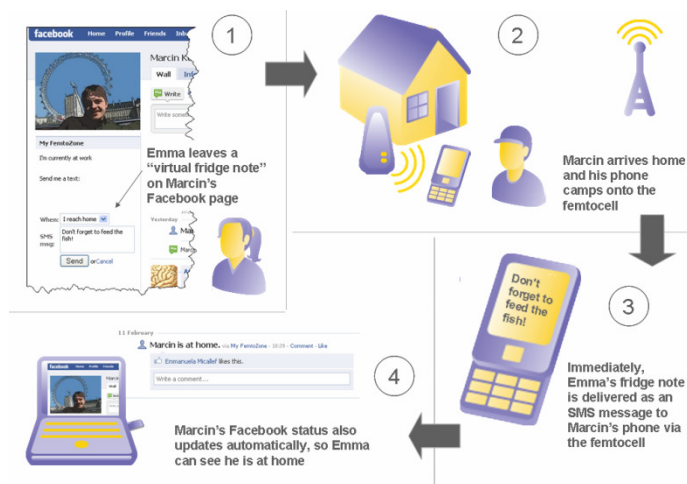 facebook Home Profile Friends
1
Marcin
Wall
Write
My FemtoZone
I'm currently at work
Send me a text:
When: I reach home
SMS msg: Don't forget to feed the fish!
Send or Cancel
Yesterday
Emma leaves a
"virtual fridge note"
on Marcin's
Facebook page
2
Marcin arrives home
and his phone
camps onto the
femtocell
3
Don't
forget to
feed the
fish!
Immediately,
Emma's fridge note
is delivered as an
SMS message to
Marcin's phone via
the femtocell
11 February
Marcin is at home. via My FemtoZone · 10:35 · Comment · Like
Emmanuela Micallef likes this.
Write a comment...
4
facebook
Marcin's Facebook status also
updates automatically, so Emma
can see he is at home